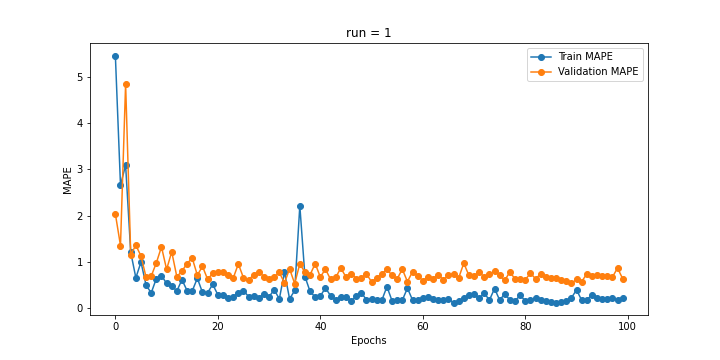 run = 1
Train MAPE
Validation MAPE
MAPE
5
4
3
2
1
0
0 20 40 60 80 100
Epochs